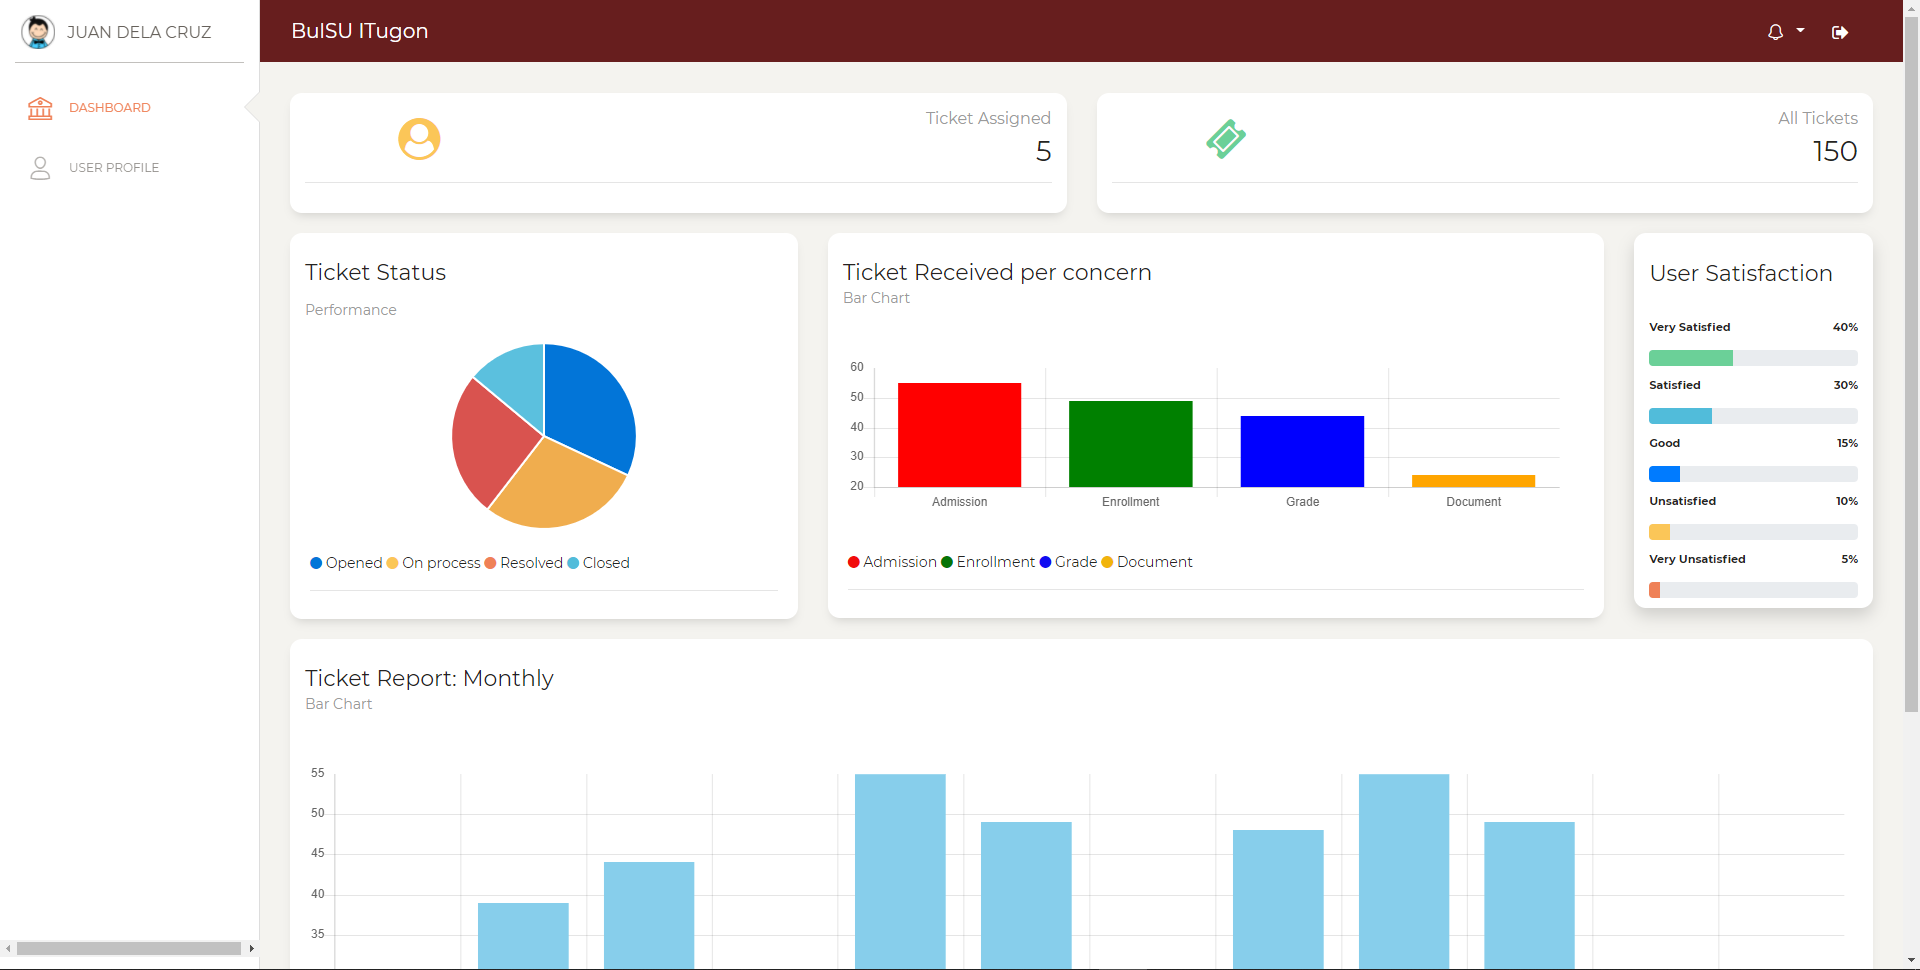 JUAN DELA CRUZ
BulSU ITugon
DASHBOARD
USER PROFILE
Ticket Assigned
5
All Tickets
150
Ticket Status
Performance
Opened On process Resolved Closed
Ticket Received per concern
Bar Chart
60
50
40
30
20
Admission Enrollment Grade Document
Admission Enrollment Grade Document
User Satisfaction
Very Satisfied 40%
Satisfied 30%
Good 15%
Unsatisfied 10%
Very Unsatisfied 5%
Ticket Report: Monthly
Bar Chart
55
50
45
40
35